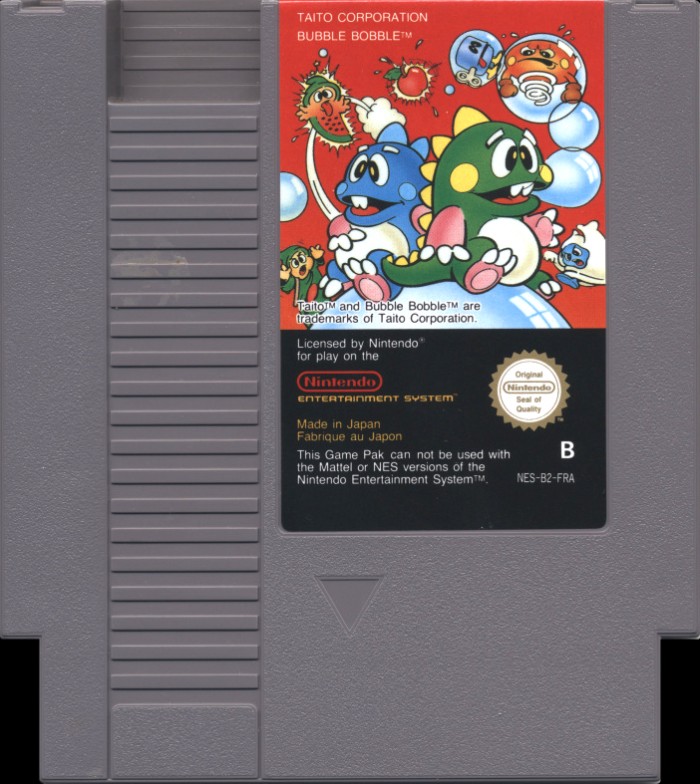 TAITO CORPORATION
BUBBLE BOBBLE™
Taito™ and Bubble Bobble™ are
trademarks of Taito Corporation.
Licensed by Nintendo®
for play on the
Nintendo
ENTERTAINMENT SYSTEM™
Original
Nintendo
Seal of
Quality
™
Made in Japan
Fabrique au Japon
This Game Pak can not be used with
the Mattel or NES versions of the
Nintendo Entertainment System™.
B
NES-B2-FRA